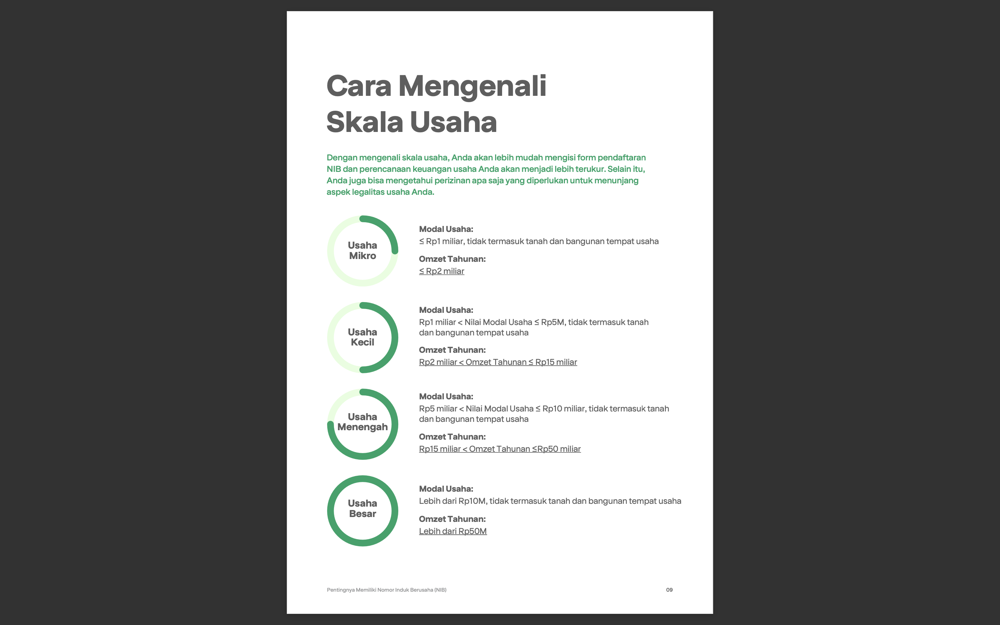 Cara Mengenali
Skala Usaha
Dengan mengenali skala usaha, Anda akan lebih mudah mengisi form pendaftaran
NIB dan perencanaan keuangan usaha Anda akan menjadi lebih terukur. Selain itu,
Anda juga bisa mengetahui perizinan apa saja yang diperlukan untuk menunjang
aspek legalitas usaha Anda.
Usaha
Mikro
Modal Usaha:
≤ Rp1 miliar, tidak termasuk tanah dan bangunan tempat usaha
Omzet Tahunan:
≤ Rp2 miliar
Usaha
Kecil
Modal Usaha:
Rp1 miliar < Nilai Modal Usaha ≤ Rp5M, tidak termasuk tanah
dan bangunan tempat usaha
Omzet Tahunan:
Rp2 miliar < Omzet Tahunan ≤ Rp15 miliar
Usaha
Menengah
Modal Usaha:
Rp5 miliar < Nilai Modal Usaha ≤ Rp10 miliar, tidak termasuk tanah
dan bangunan tempat usaha
Omzet Tahunan:
Rp15 miliar < Omzet Tahunan ≤Rp50 miliar
Usaha
Besar
Modal Usaha:
Lebih dari Rp10M, tidak termasuk tanah dan bangunan tempat usaha
Omzet Tahunan:
Lebih dari Rp50M
Pentingnya Memiliki Nomor Induk Berusaha (NIB)
09